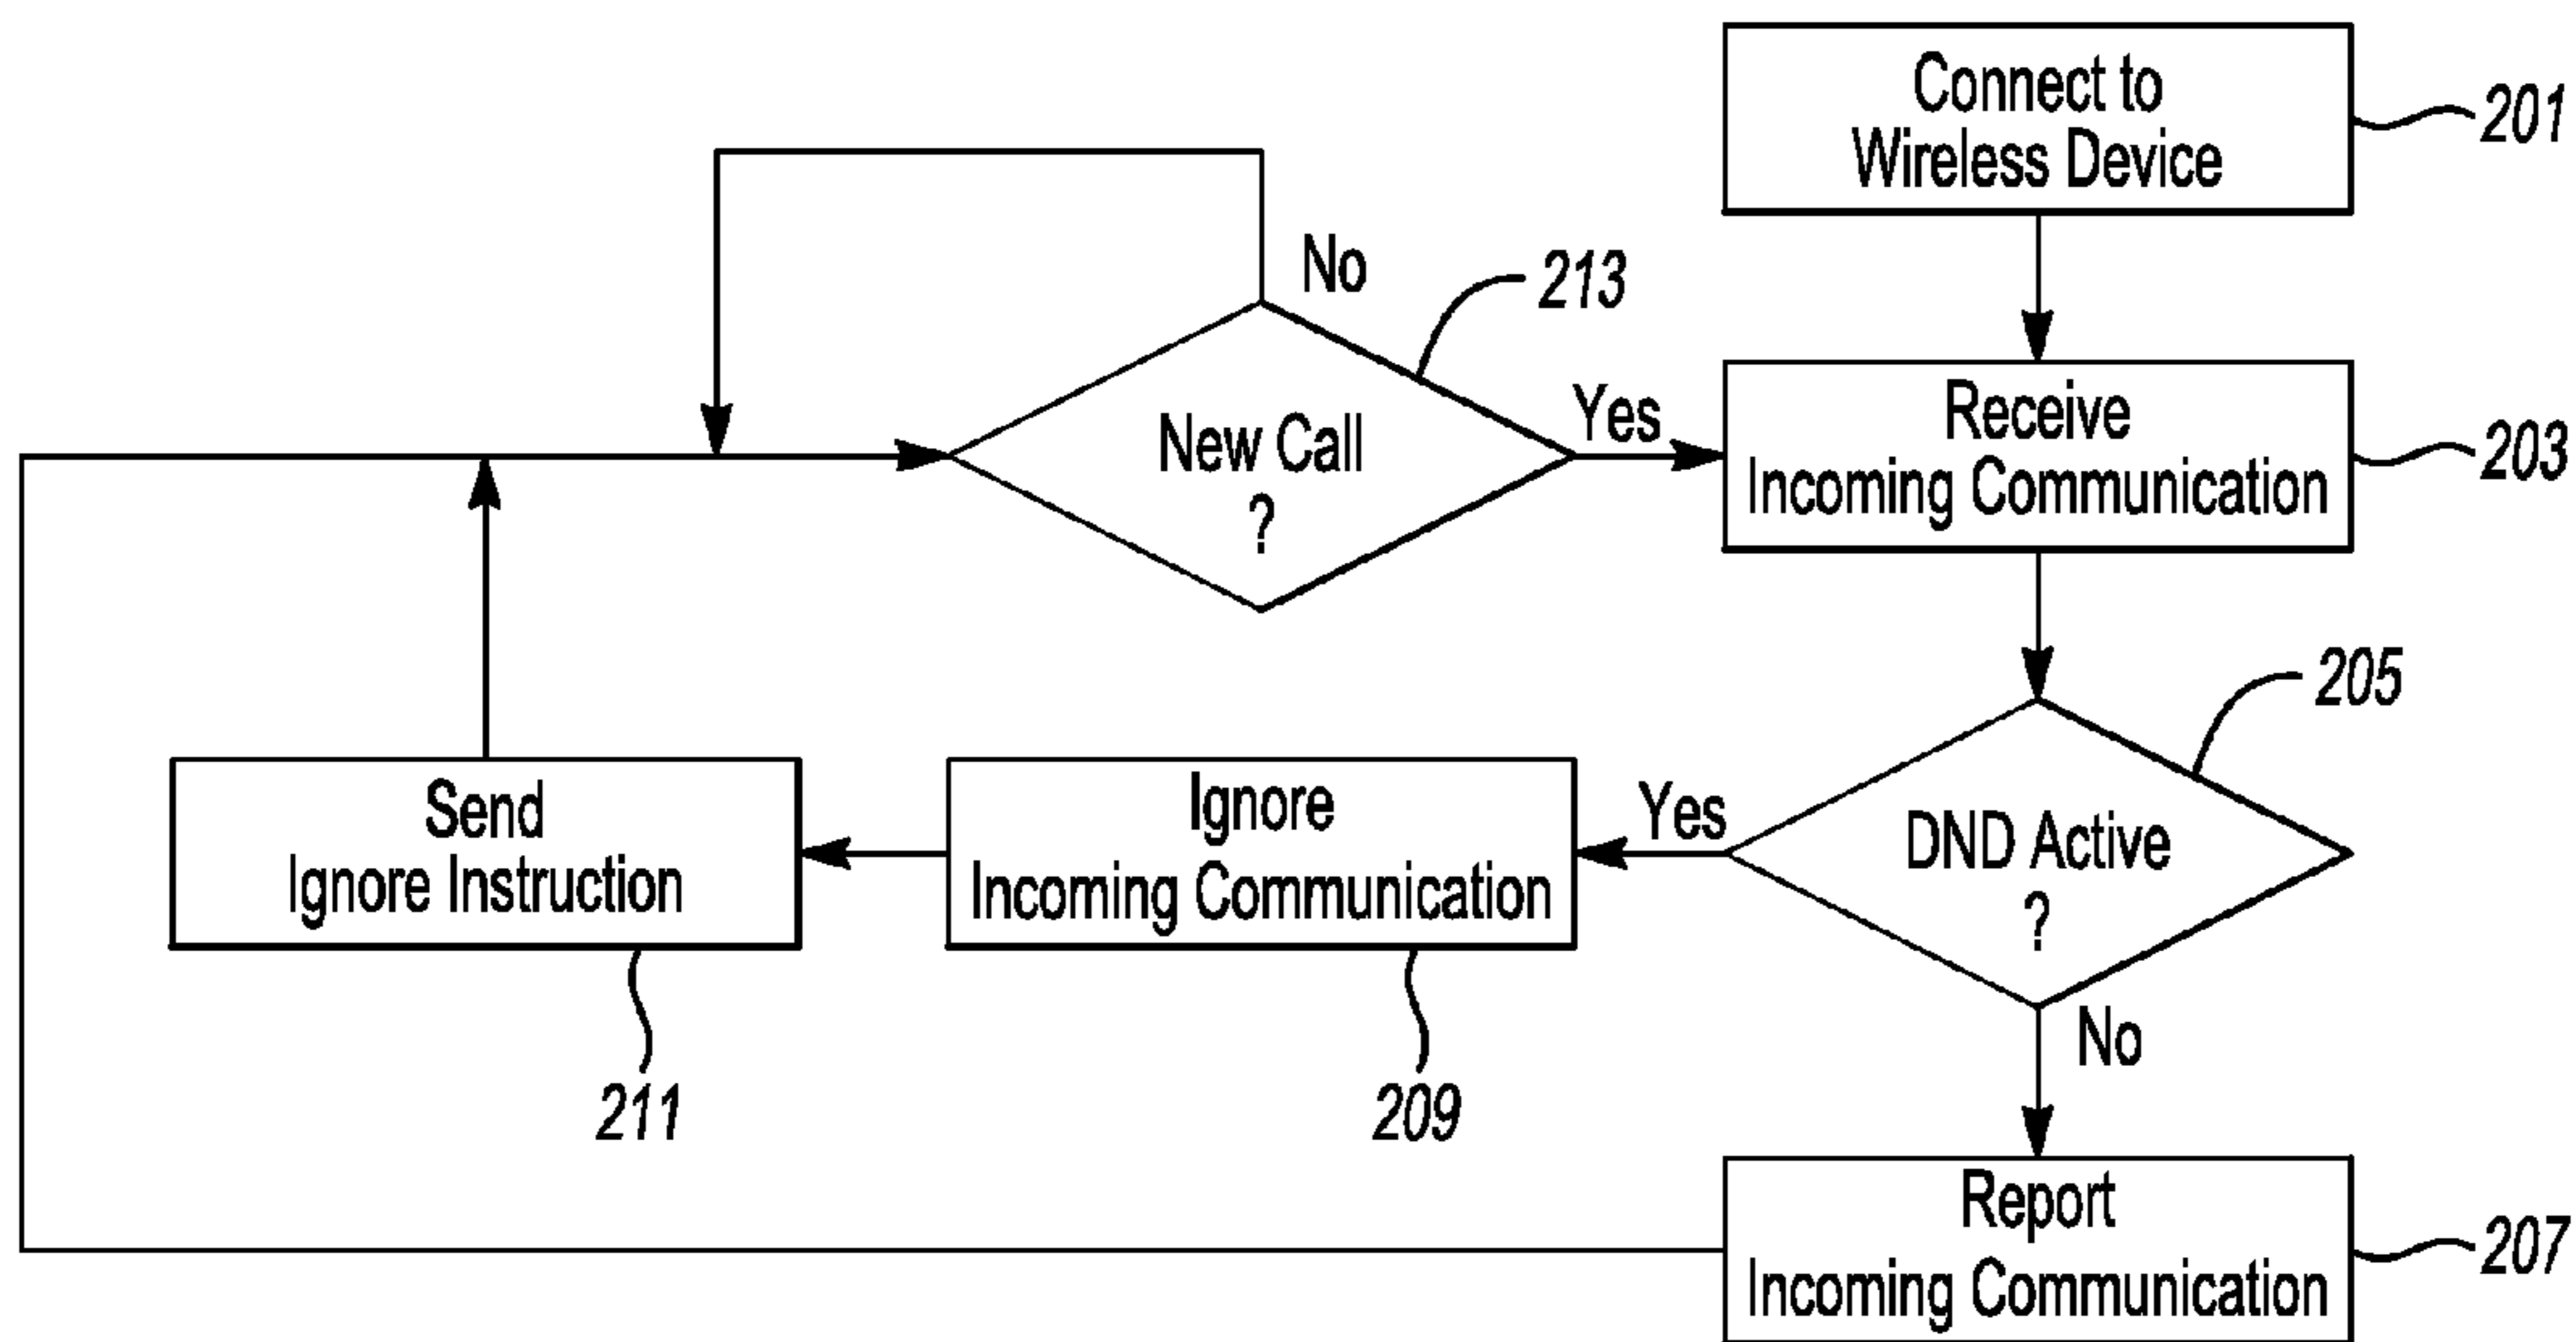 Connect to
Wireless Device
201
No
213
New Call
?
Yes
Receive
Incoming Communication
203
205
DND Active
?
Yes
No
Ignore
Incoming Communication
209
Send
Ignore Instruction
211
Report
Incoming Communication
207